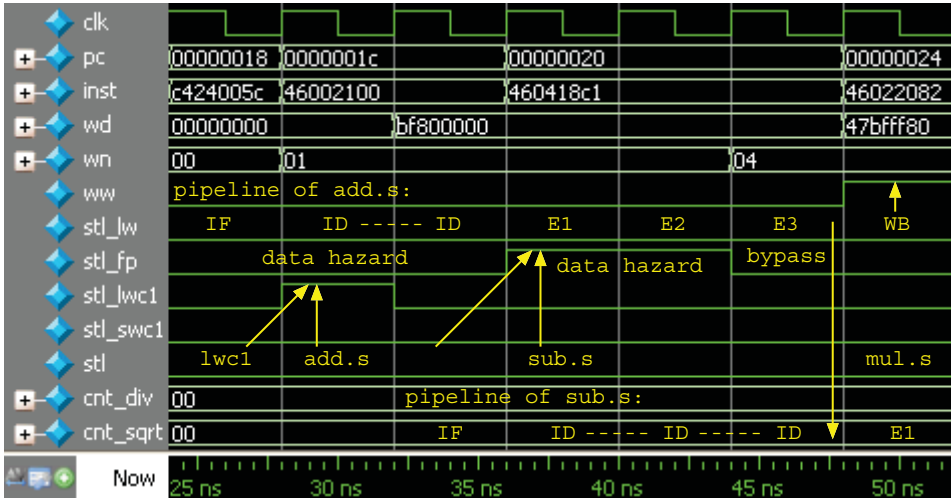 clk
pc 00000018 0000001c 00000020 00000024
inst c424005c 46002100 460418c1 46022082
wd 00000000 bf800000 47bfff80
wn 00 01 04
ww pipeline of add.s:
stl_lw IF ID ----- ID E1 E2 E3 WB
stl_fp data hazard data hazard bypass
stl_lwc1
stl_swc1
stl lwc1 add.s sub.s mul.s
cnt_div 00 pipeline of sub.s:
cnt_sqrt 00 IF ID ----- ID ----- ID E1
Now 25 ns 30 ns 35 ns 40 ns 45 ns 50 ns